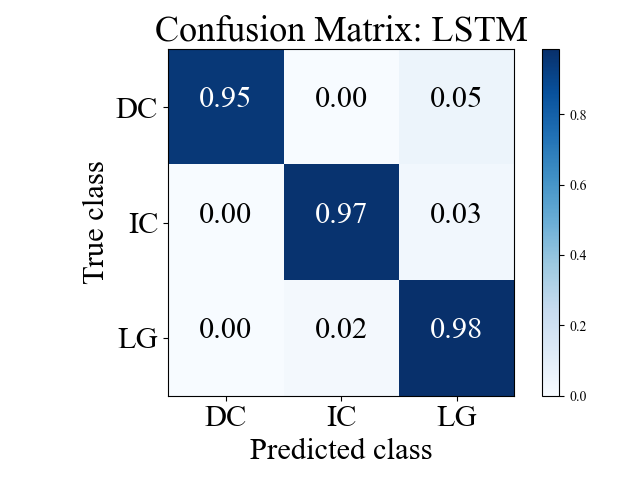 Confusion Matrix: LSTM
DC 0.95 0.00 0.05
IC 0.00 0.97 0.03
LG 0.00 0.02 0.98
DC IC LG
True class
Predicted class
0.8
0.6
0.4
0.2
0.0